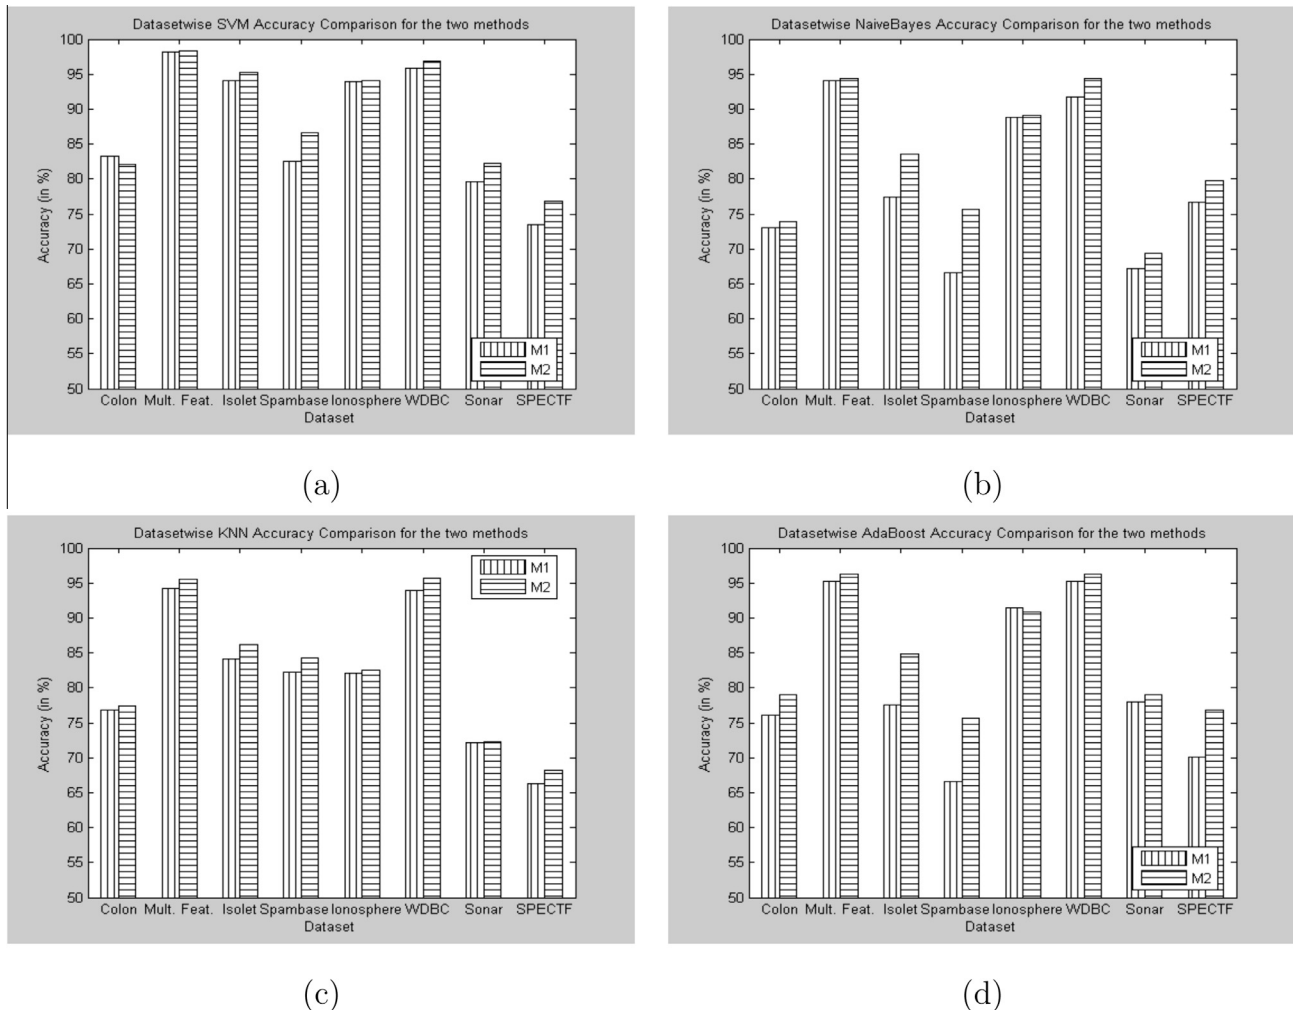 Datasetwise SVM Accuracy Comparison for the two methods
100
95
90
85
80
75
70
65
60
55
50
Accuracy (in %)
M1
M2
Colon Mult. Feat. Isolet Spambase Ionosphere WDBC Sonar SPECTF
Dataset
(a)
Datasetwise NaiveBayes Accuracy Comparison for the two methods
100
95
90
85
80
75
70
65
60
55
50
Accuracy (in %)
M1
M2
Colon Mult. Feat. Isolet Spambase Ionosphere WDBC Sonar SPECTF
Dataset
(b)
Datasetwise KNN Accuracy Comparison for the two methods
100
95
90
85
80
75
70
65
60
55
50
Accuracy (in %)
M1
M2
Colon Mult. Feat. Isolet Spambase Ionosphere WDBC Sonar SPECTF
Dataset
(c)
Datasetwise AdaBoost Accuracy Comparison for the two methods
100
95
90
85
80
75
70
65
60
55
50
Accuracy (in %)
M1
M2
Colon Mult. Feat. Isolet Spambase Ionosphere WDBC Sonar SPECTF
Dataset
(d)